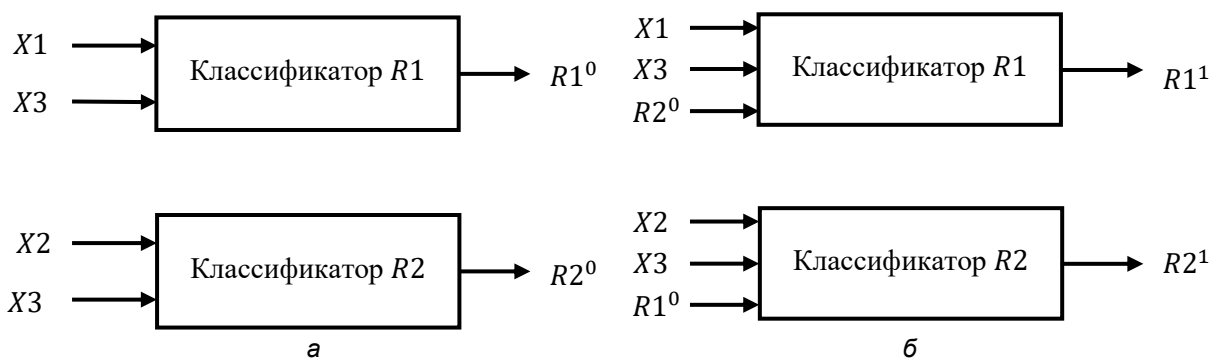 X1
X3
Классификатор R1
R1⁰
X2
X3
Классификатор R2
R2⁰
а
X1
X3
R2⁰
Классификатор R1
R1¹
X2
X3
R1⁰
Классификатор R2
R2¹
б